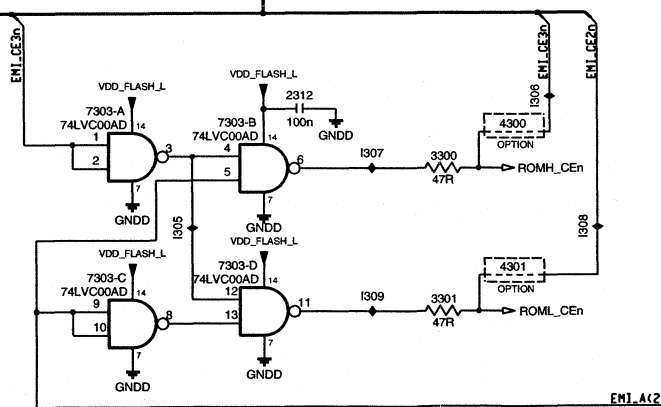 EMI_CE3n
EMI_CE3n
EMI_CE2n
VDD_FLASH_L
VDD_FLASH_L
7303-A
74LVC00AD
14
1
2
3
7
GNDD
7303-B
74LVC00AD
14
4
5
6
7
GNDD
2312
100n
GNDD
I307
3300
47R
I306
4300
OPTION
ROMH_CEn
I305
I308
VDD_FLASH_L
VDD_FLASH_L
7303-C
74LVC00AD
14
9
10
8
7
GNDD
7303-D
74LVC00AD
14
12
13
11
7
GNDD
I309
3301
47R
4301
OPTION
ROML_CEn
EMI_A(2